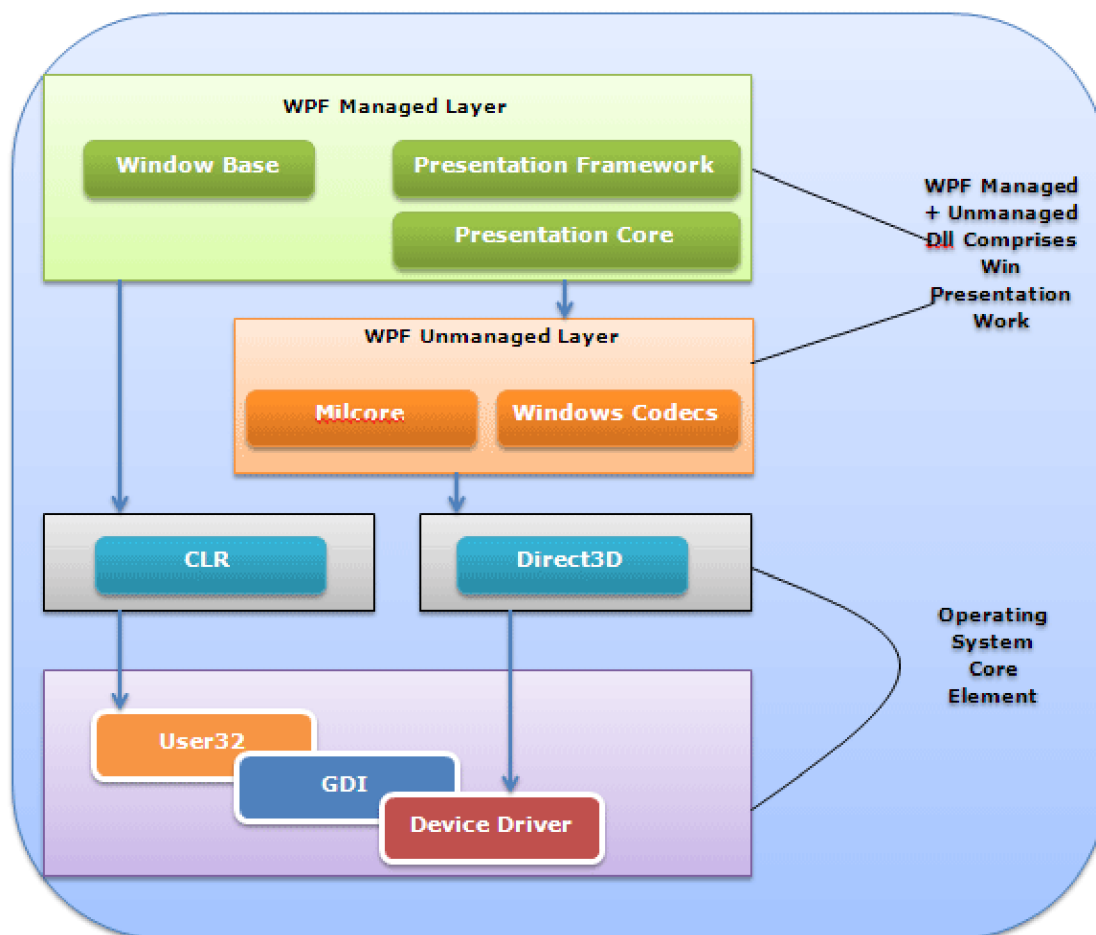 WPF Managed Layer
Window Base
Presentation Framework
Presentation Core
WPF Managed
+ Unmanaged
Dll Comprises
Win
Presentation
Work
WPF Unmanaged Layer
Milcore
Windows Codecs
CLR
Direct3D
Operating
System
Core
Element
User32
GDI
Device Driver